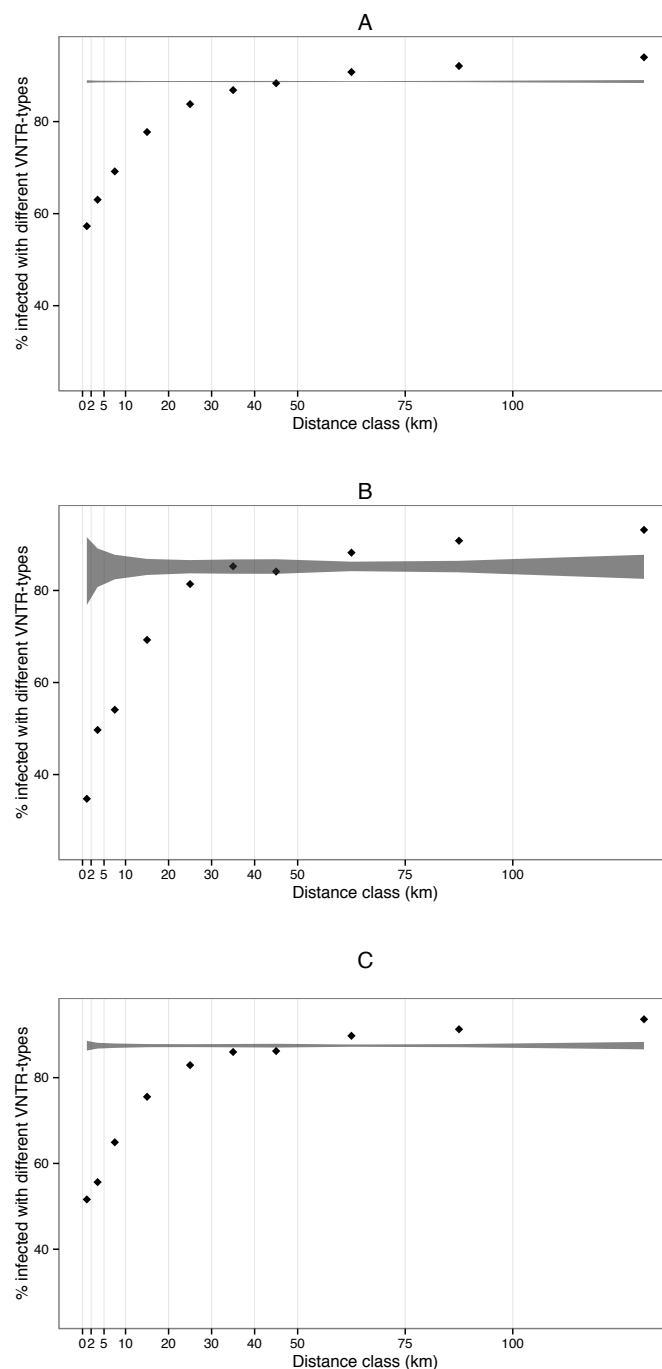 A
% infected with different VNTR-types
80
60
40
0 2 5 10 20 30 40 50 75 100
Distance class (km)
B
% infected with different VNTR-types
80
60
40
0 2 5 10 20 30 40 50 75 100
Distance class (km)
C
% infected with different VNTR-types
80
60
40
0 2 5 10 20 30 40 50 75 100
Distance class (km)